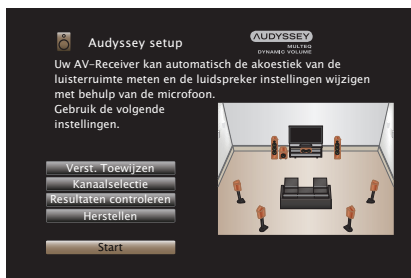 Audyssey setup
AUDYSSEY
MULTEQ
DYNAMIC VOLUME
Uw AV-Receiver kan automatisch de akoestiek van de
luisterruimte meten en de luidspreker instellingen wijzigen
met behulp van de microfoon.
Gebruik de volgende
instellingen.
Verst. Toewijzen
Kanaalselectie
Resultaten controleren
Herstellen
Start